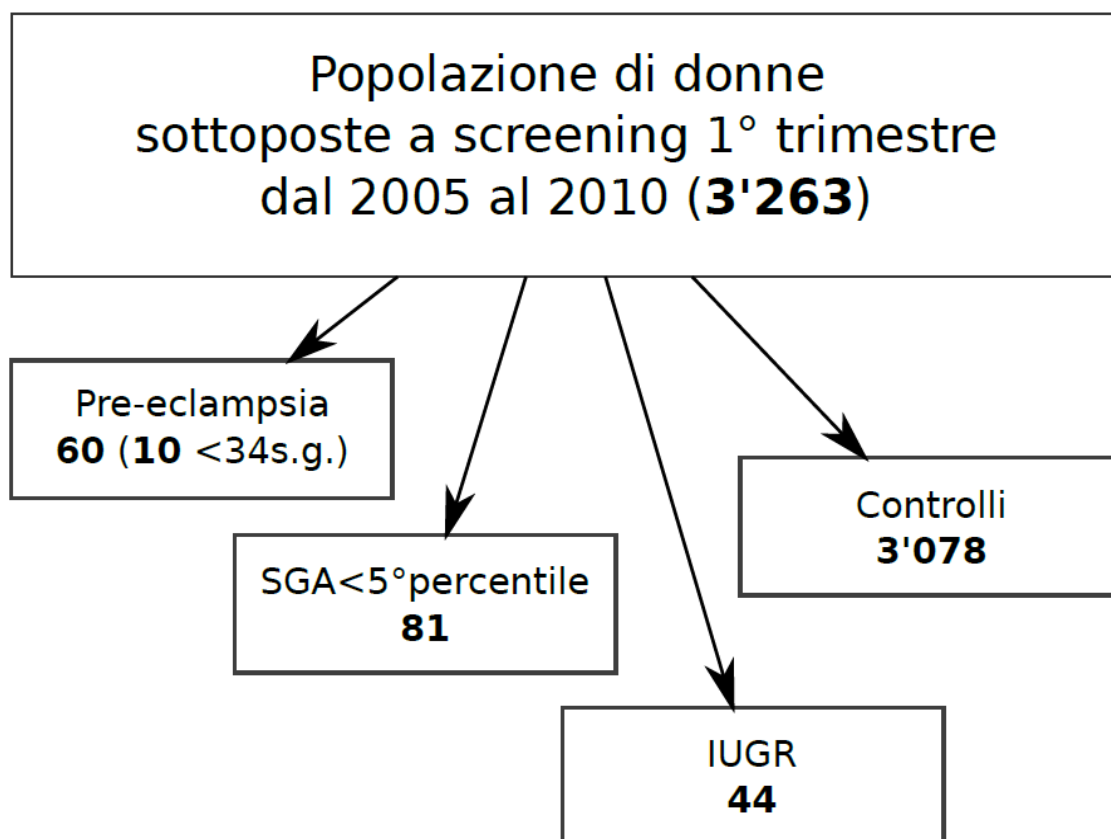 Popolazione di donne
sottoposte a screening 1° trimestre
dal 2005 al 2010 (3'263)
Pre-eclampsia
60 (10 <34s.g.)
SGA<5°percentile
81
IUGR
44
Controlli
3'078